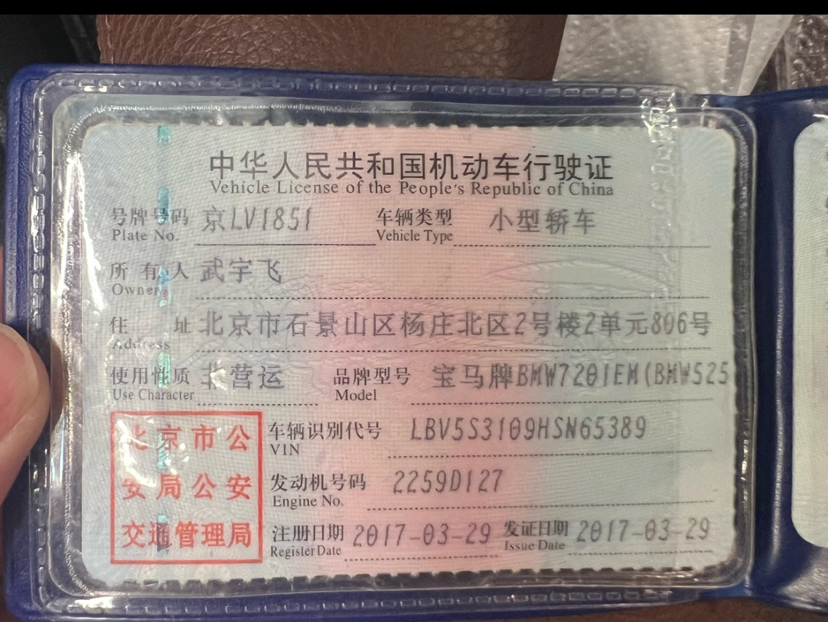 中华人民共和国机动车行驶证
Vehicle License of the People's Republic of China
号牌号码 京LV1851 车辆类型 小型轿车
Plate No. Vehicle Type
所有人 武宇飞
Owner
住址 北京市石景山区杨庄北区2号楼2单元806号
Address
使用性质 非营运 品牌型号 宝马牌BMW7201EM(BMW525
Use Character Model
北京市公安局公安交通管理局
车辆识别代号 LBV5S3109HSN65389
VIN
发动机号码 2259D127
Engine No.
注册日期 2017-03-29 发证日期 2017-03-29
Register Date Issue Date